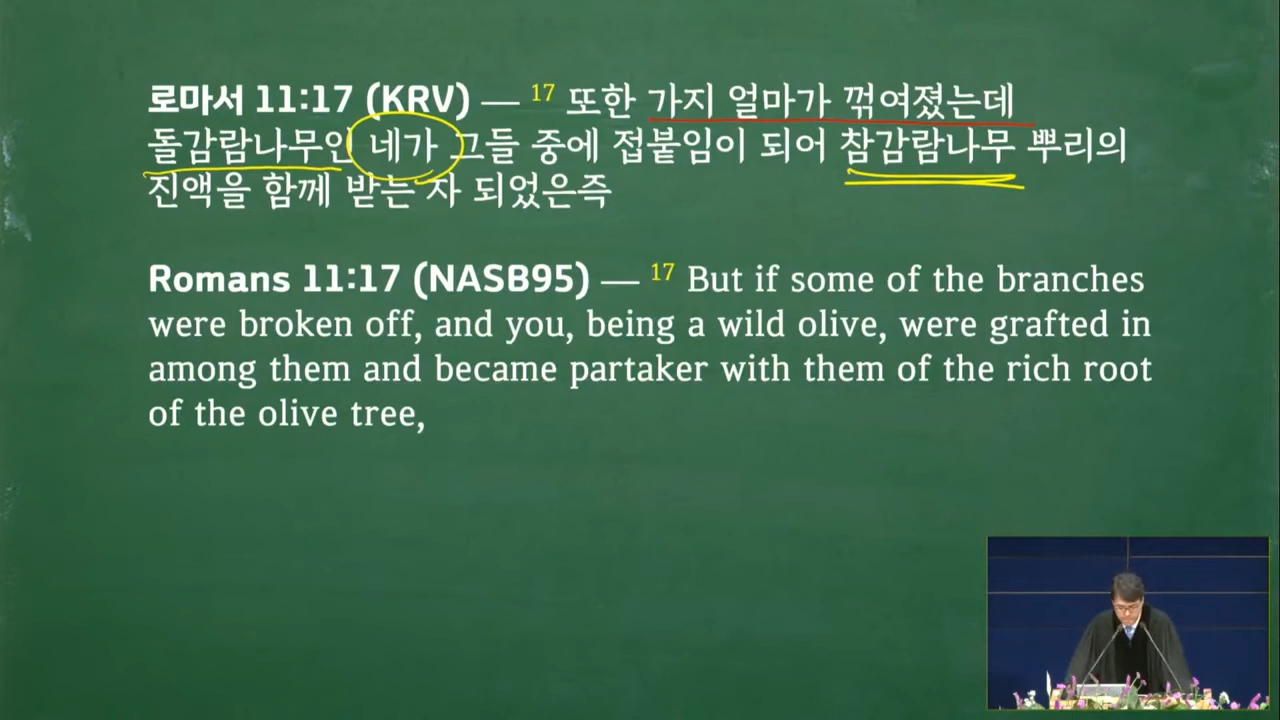 로마서 11:17 (KRV) — 17 또한 가지 얼마가 꺾여졌는데
돌감람나무인 네가 그들 중에 접붙임이 되어 참감람나무 뿌리의
진액을 함께 받는 자 되었은즉
Romans 11:17 (NASB95) — 17 But if some of the branches
were broken off, and you, being a wild olive, were grafted in
among them and became partaker with them of the rich root
of the olive tree,